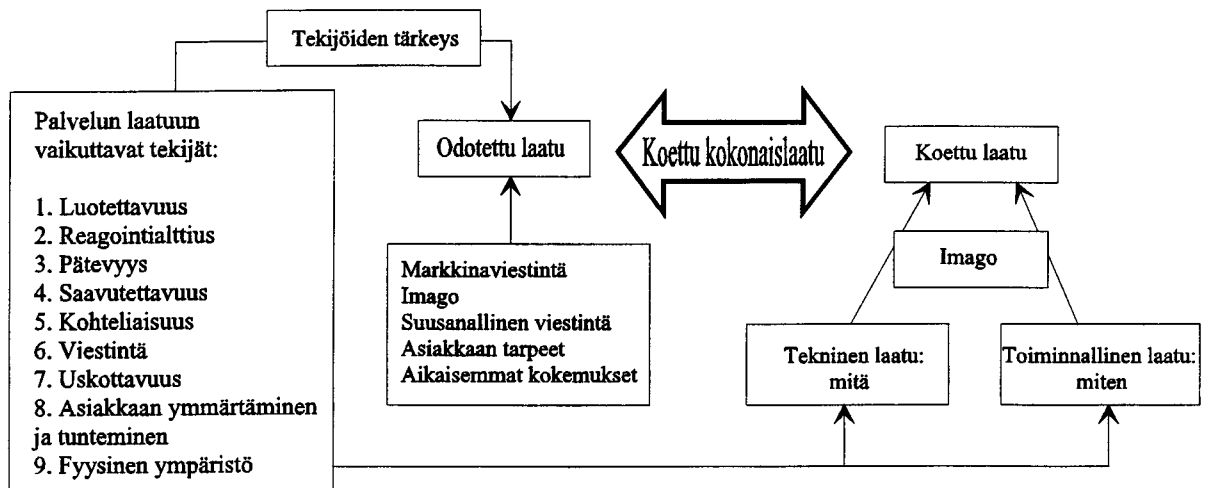 Tekijöiden tärkeys
Palvelun laatuun
vaikuttavat tekijät:
1. Luotettavuus
2. Reagointialttius
3. Pätevyys
4. Saavutettavuus
5. Kohteliaisuus
6. Viestintä
7. Uskottavuus
8. Asiakkaan ymmärtäminen
ja tunteminen
9. Fyysinen ympäristö
Odotettu laatu
Markkinaviestintä
Imago
Suusanallinen viestintä
Asiakkaan tarpeet
Aikaisemmat kokemukset
Koettu kokonaislaatu
Koettu laatu
Imago
Tekninen laatu:
mitä
Toiminnallinen laatu:
miten